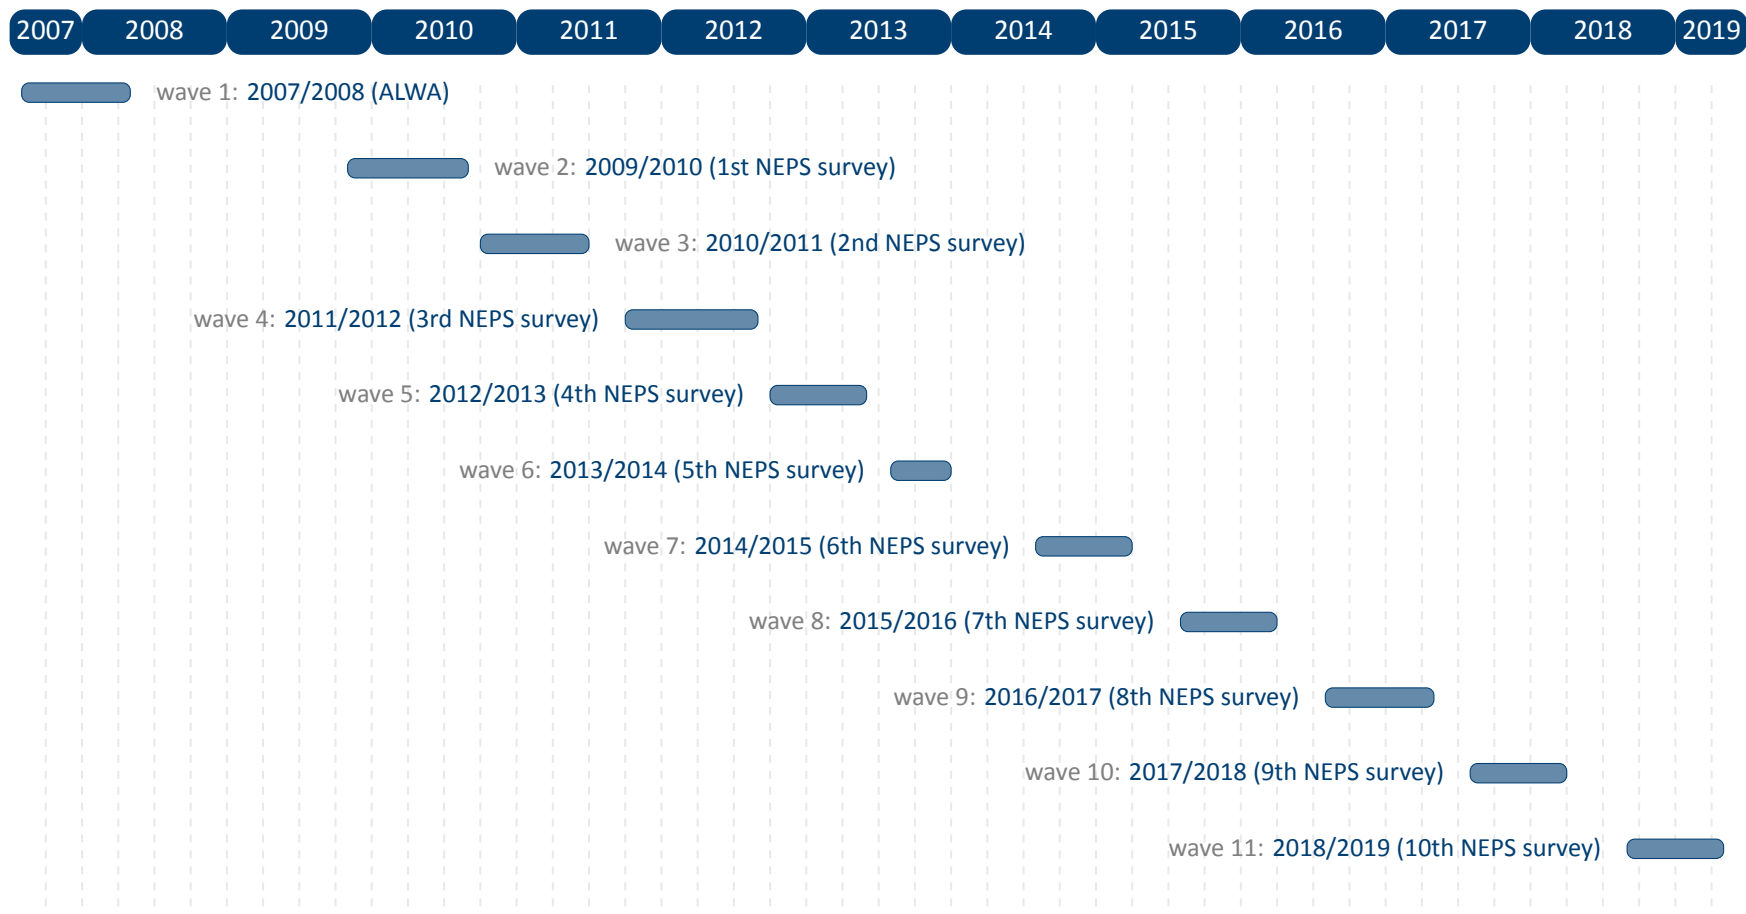 2007 2008 2009 2010 2011 2012 2013 2014 2015 2016 2017 2018 2019
wave 1: 2007/2008 (ALWA)
wave 2: 2009/2010 (1st NEPS survey)
wave 3: 2010/2011 (2nd NEPS survey)
wave 4: 2011/2012 (3rd NEPS survey)
wave 5: 2012/2013 (4th NEPS survey)
wave 6: 2013/2014 (5th NEPS survey)
wave 7: 2014/2015 (6th NEPS survey)
wave 8: 2015/2016 (7th NEPS survey)
wave 9: 2016/2017 (8th NEPS survey)
wave 10: 2017/2018 (9th NEPS survey)
wave 11: 2018/2019 (10th NEPS survey)